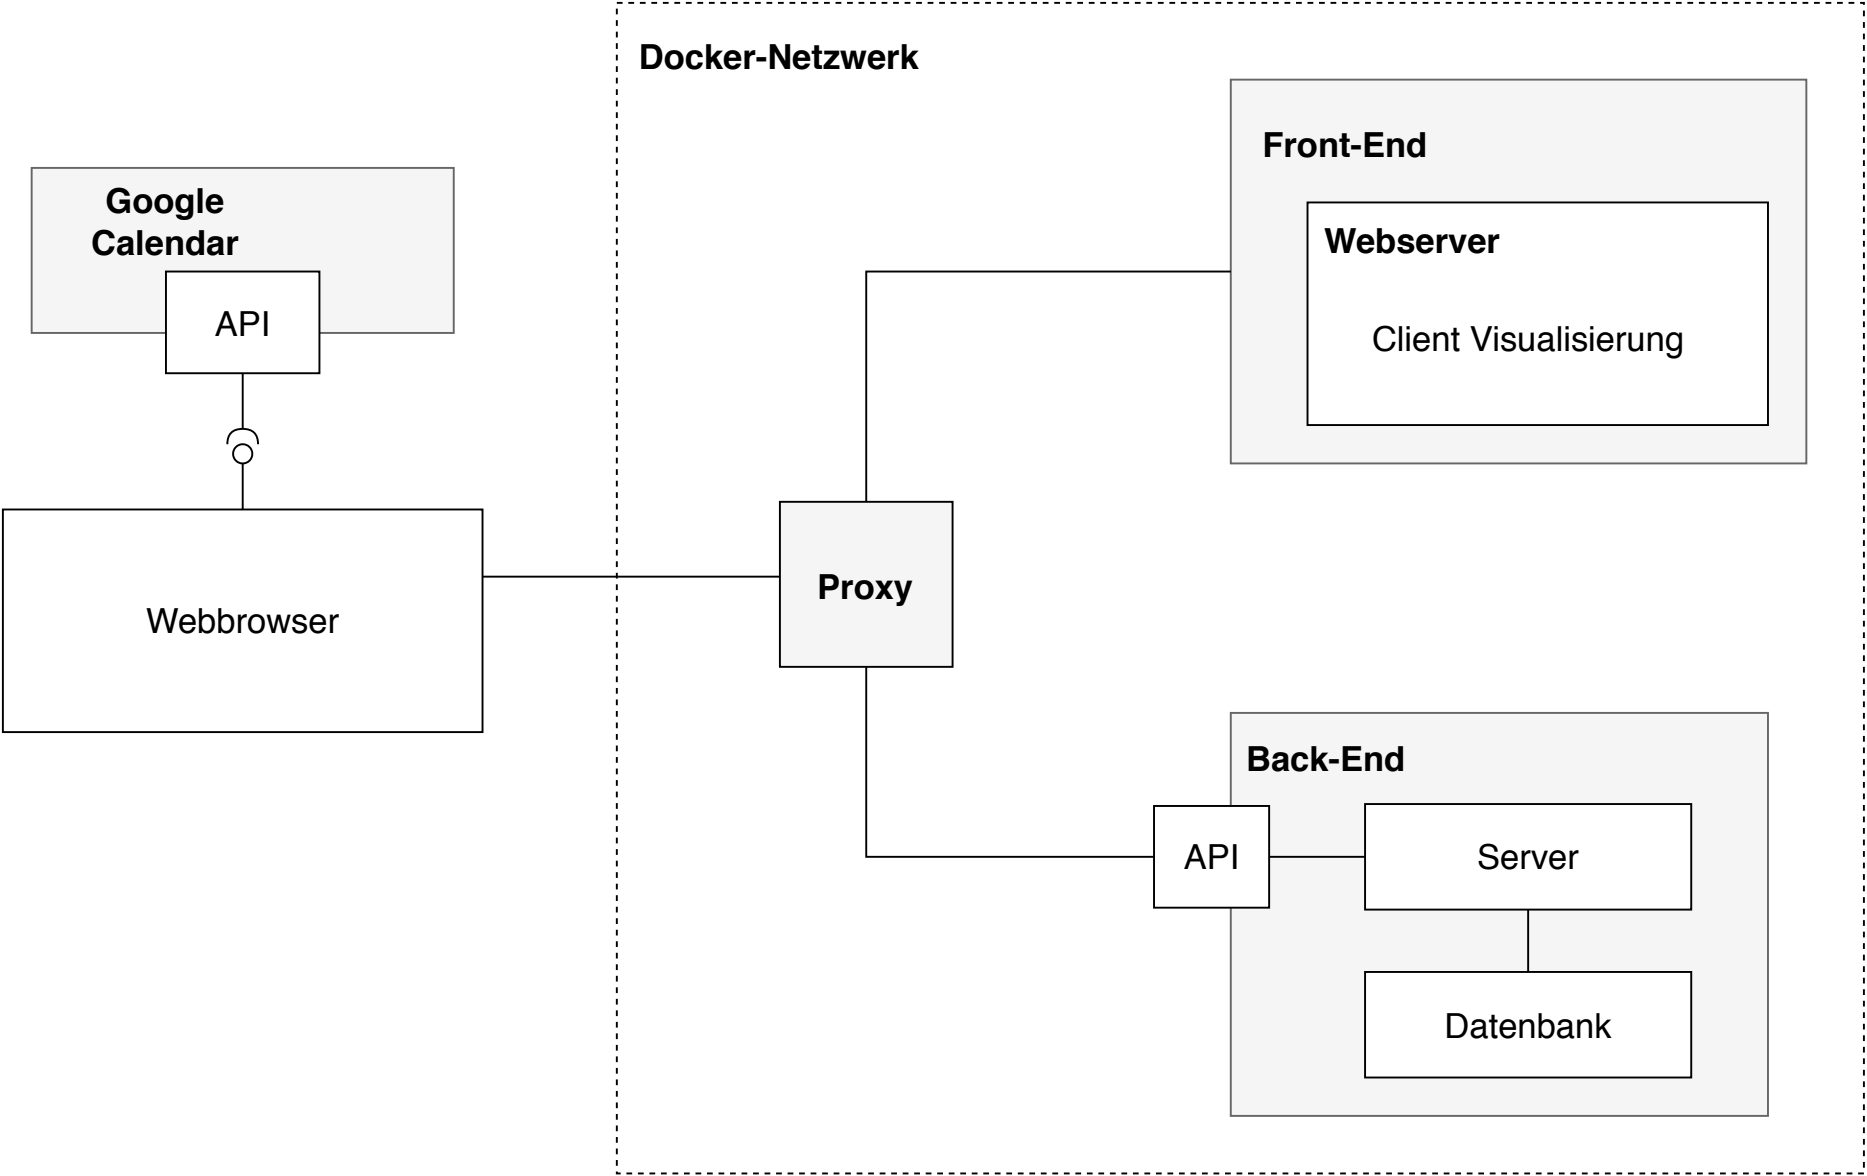 Docker-Netzwerk
Google
Calendar
API
Webbrowser
Proxy
Front-End
Webserver
Client Visualisierung
Back-End
API
Server
Datenbank